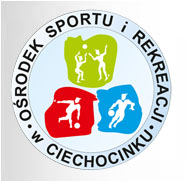 OŚRODEK SPORTU i REKREACJI
• w CIECHOCINKU •